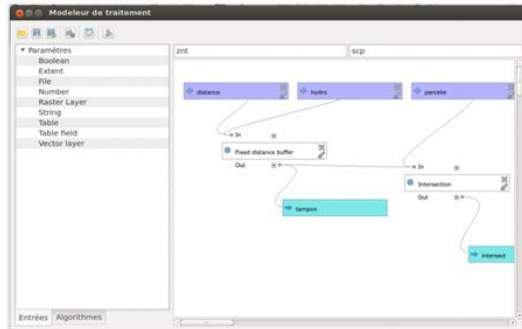 Modeleur de traitement
znt
scp
Paramètres
Boolean
Extent
File
Number
Raster Layer
String
Table
Table field
Vector layer
distance
hydro
parcelle
In
Fixed distance buffer
Out
In
Intersection
Out
tampon
intersect
Entrées
Algorithmes